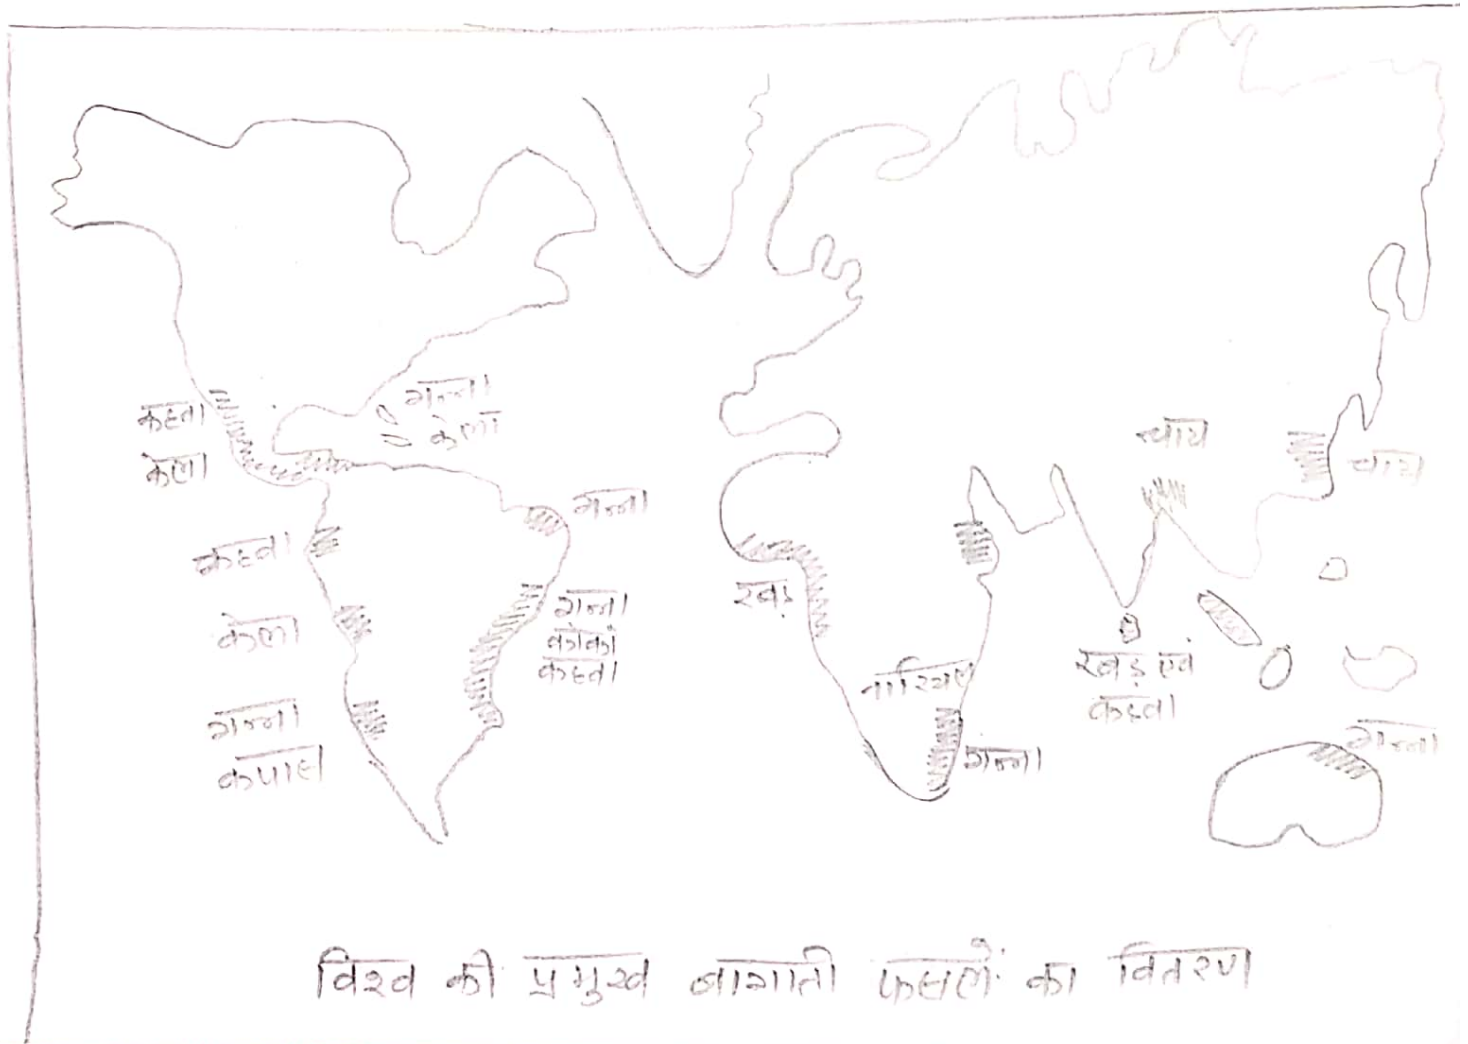 गन्ना
केला
कहवा
केला
चाय
चाय
गन्ना
कहवा
रबड़
गन्ना
कोको
कहवा
केला
रबड़ एवं
कहवा
नारियल
गन्ना
कपास
गन्ना
गन्ना
विश्व की प्रमुख बागाती फसलों का वितरण